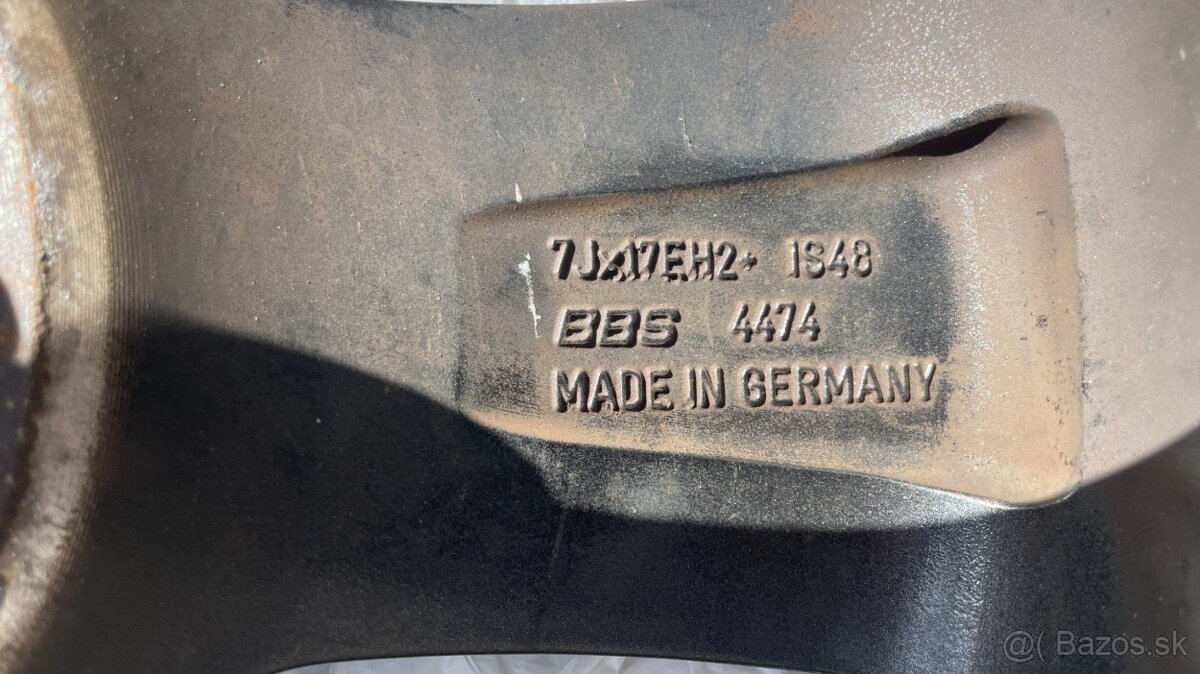 7Jx17EH2+ IS48
BBS 4474
MADE IN GERMANY
@( Bazos.sk